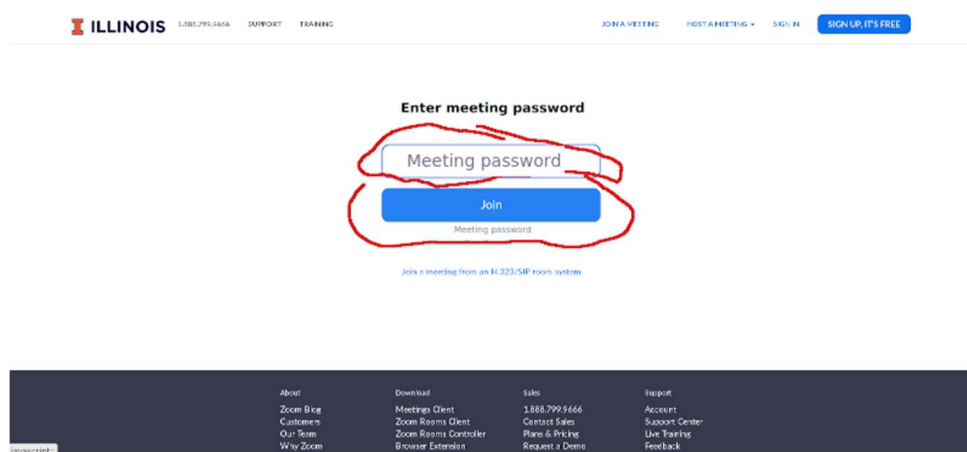 ILLINOIS 1.888.799.9666 SUPPORT TRAINING JOIN A MEETING HOST A MEETING SIGN IN SIGN UP, IT'S FREE
Enter meeting password
Meeting password
Join
Meeting password
Join a meeting from an H.323/SIP room system
About Download Sales Support
Zoom Blog Meetings Client 1.888.799.9666 Account
Customers Zoom Rooms Client Contact Sales Support Center
Our Team Zoom Rooms Controller Plans & Pricing Live Training
Why Zoom Browser Extension Request a Demo Feedback